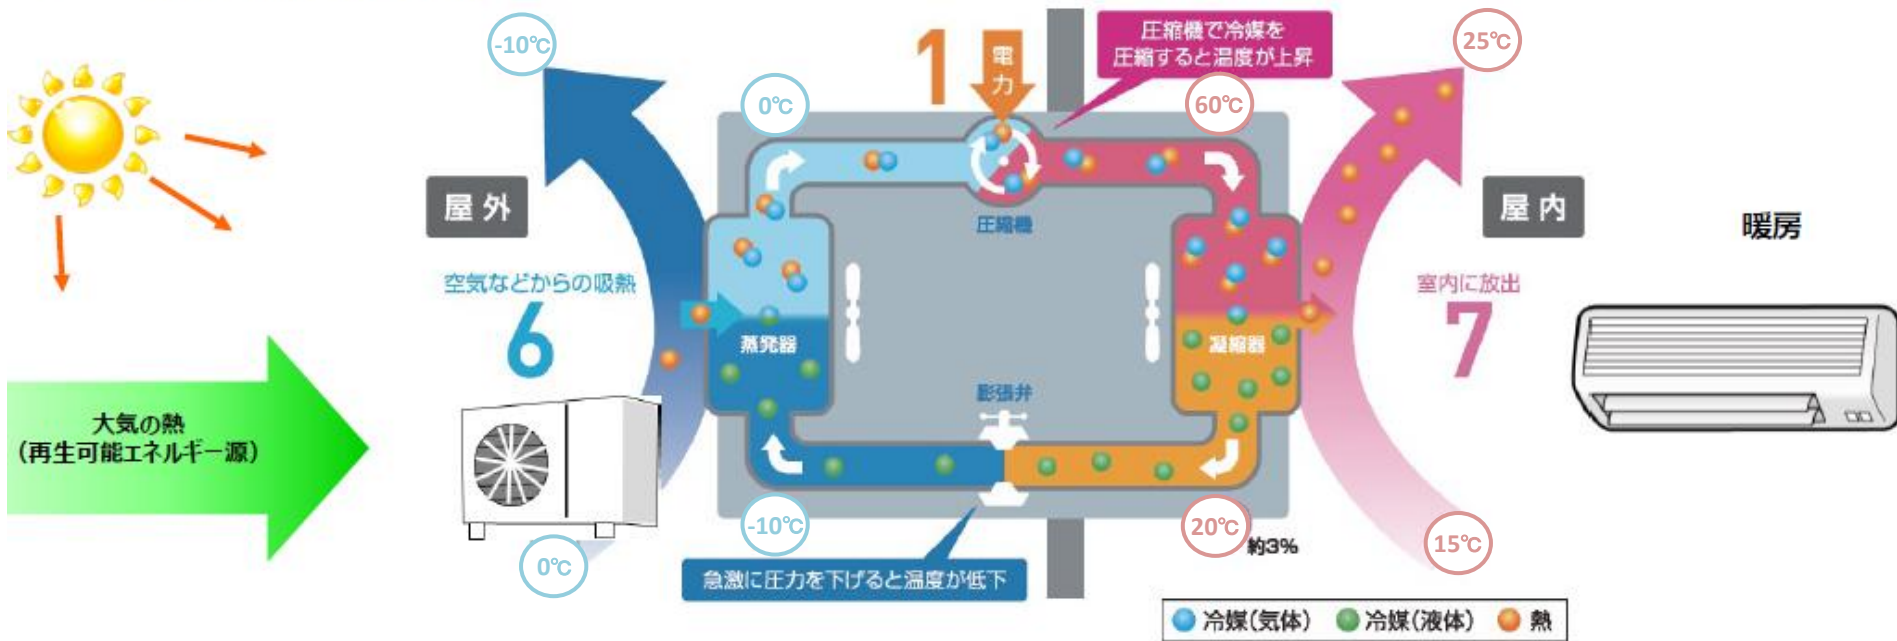 -10℃
1
電力
圧縮機で冷媒を
圧縮すると温度が上昇
25℃
0℃
60℃
屋外
圧縮機
屋内
暖房
空気などからの吸熱
6
室内に放出
7
蒸発器
凝縮器
膨張弁
大気の熱
(再生可能エネルギー源)
-10℃
20℃
約3%
15℃
0℃
急激に圧力を下げると温度が低下
冷媒(気体) 冷媒(液体) 熱